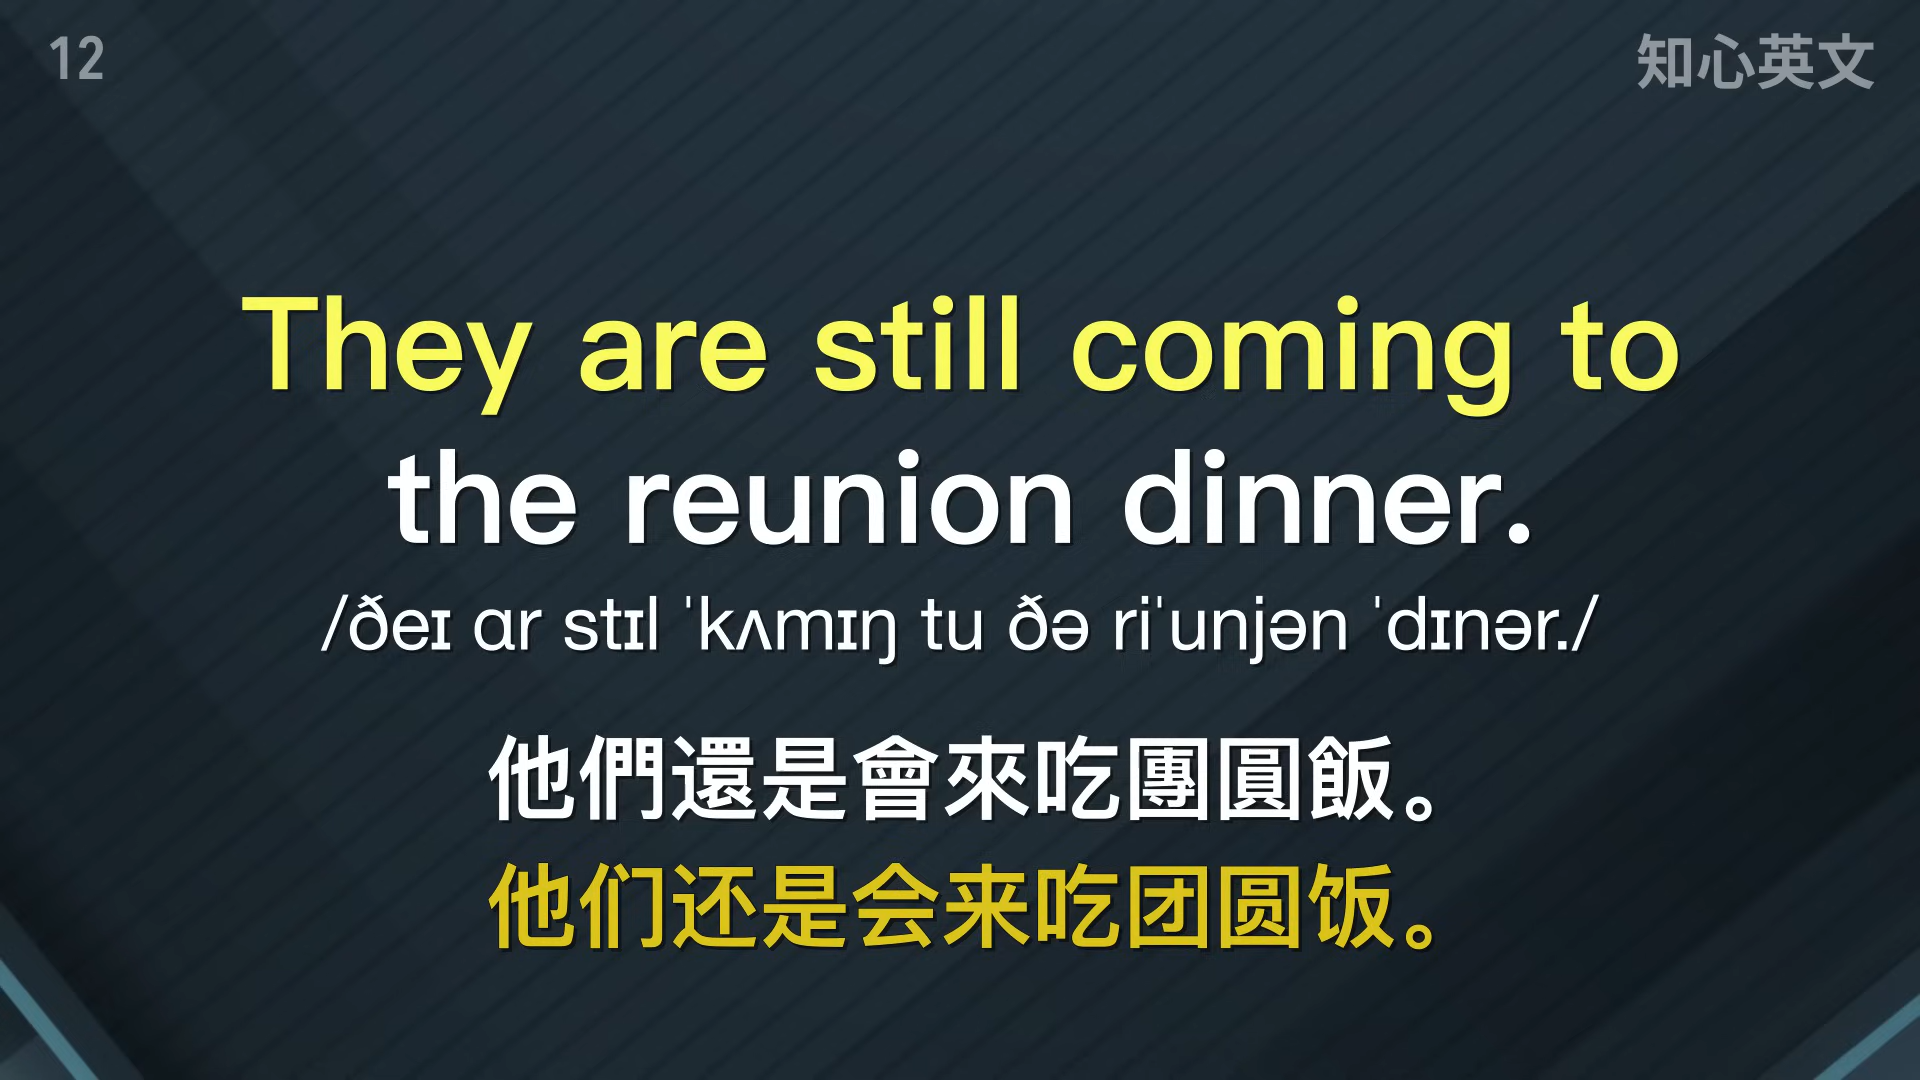 12
知心英文
They are still coming to
the reunion dinner.
/ðeɪ ɑr stɪl ˈkʌmɪŋ tu ðə riˈunjən ˈdɪnər./
他們還是會來吃團圓飯。
他们还是会来吃团圆饭。